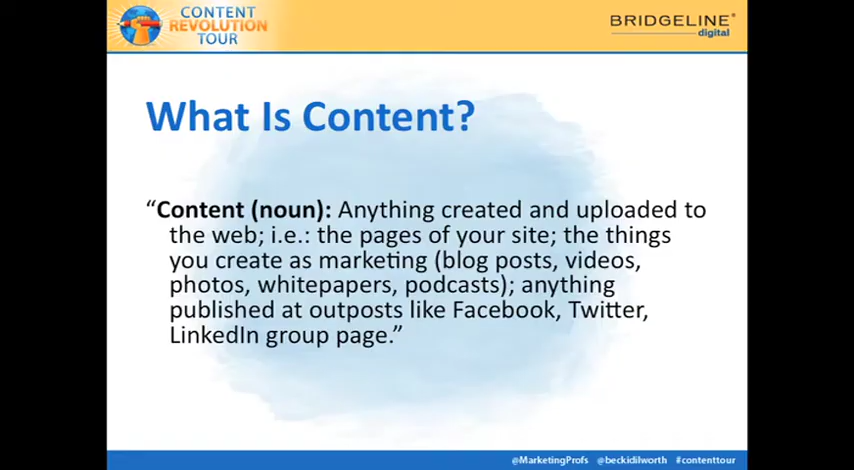 CONTENT
REVOLUTION
TOUR
BRIDGELINE®
digital
What Is Content?
“Content (noun): Anything created and uploaded to
the web; i.e.: the pages of your site; the things
you create as marketing (blog posts, videos,
photos, whitepapers, podcasts); anything
published at outposts like Facebook, Twitter,
LinkedIn group page.”
@MarketingProfs @beckidilworth #contenttour